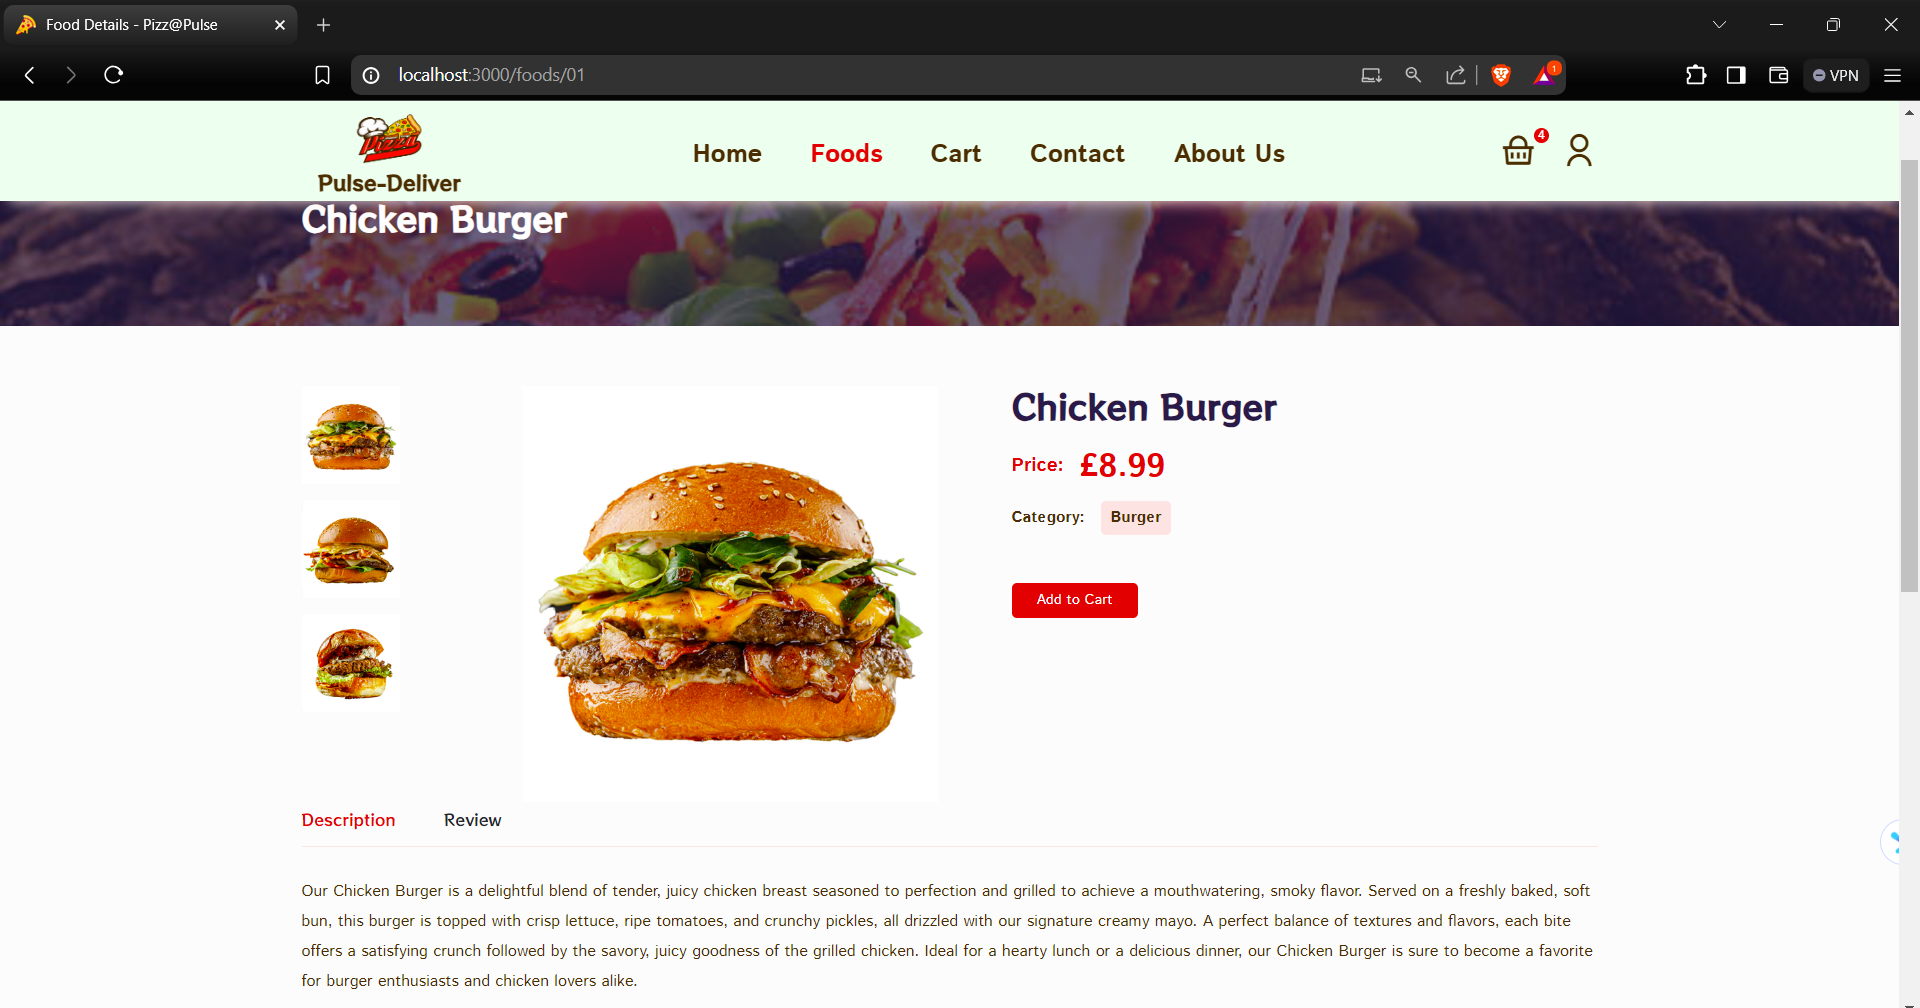 Food Details - Pizz@Pulse
localhost:3000/foods/01
1
VPN
Pizza
Pulse-Deliver
Home
Foods
Cart
Contact
About Us
4
Chicken Burger
Chicken Burger
Price: £8.99
Category: Burger
Add to Cart
Description
Review
Our Chicken Burger is a delightful blend of tender, juicy chicken breast seasoned to perfection and grilled to achieve a mouthwatering, smoky flavor. Served on a freshly baked, soft
bun, this burger is topped with crisp lettuce, ripe tomatoes, and crunchy pickles, all drizzled with our signature creamy mayo. A perfect balance of textures and flavors, each bite
offers a satisfying crunch followed by the savory, juicy goodness of the grilled chicken. Ideal for a hearty lunch or a delicious dinner, our Chicken Burger is sure to become a favorite
for burger enthusiasts and chicken lovers alike.